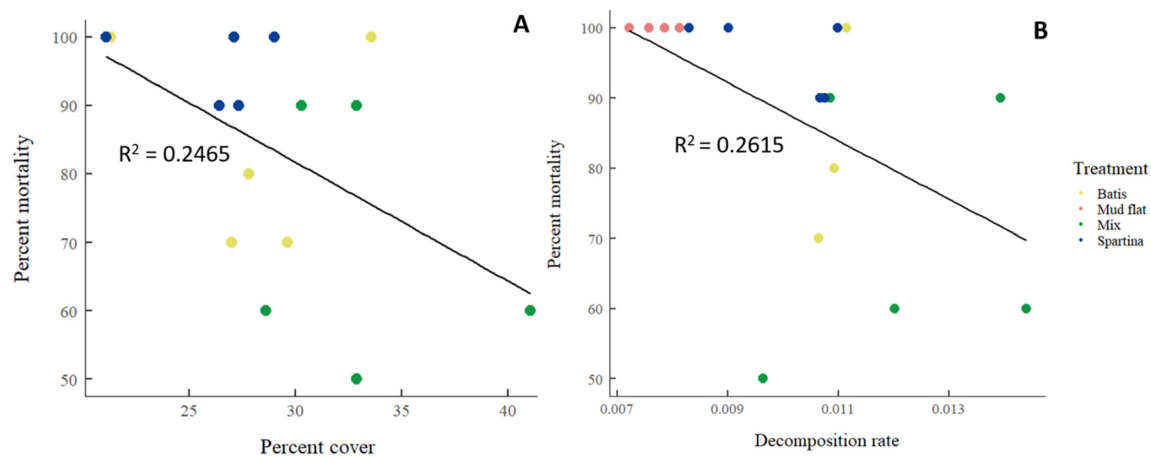 A
100
90
80
70
60
50
Percent mortality
R² = 0.2465
25
30
35
40
Percent cover
B
100
90
80
70
60
50
Percent mortality
R² = 0.2615
0.007
0.009
0.011
0.013
Decomposition rate
Treatment
Batis
Mud flat
Mix
Spartina